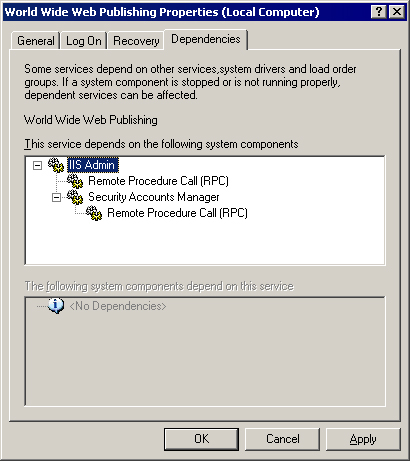 World Wide Web Publishing Properties (Local Computer)
General Log On Recovery Dependencies
Some services depend on other services,system drivers and load order
groups. If a system component is stopped or is not running properly,
dependent services can be affected.
World Wide Web Publishing
This service depends on the following system components
IIS Admin
Remote Procedure Call (RPC)
Security Accounts Manager
Remote Procedure Call (RPC)
The following system components depend on this service
<No Dependencies>
OK Cancel Apply